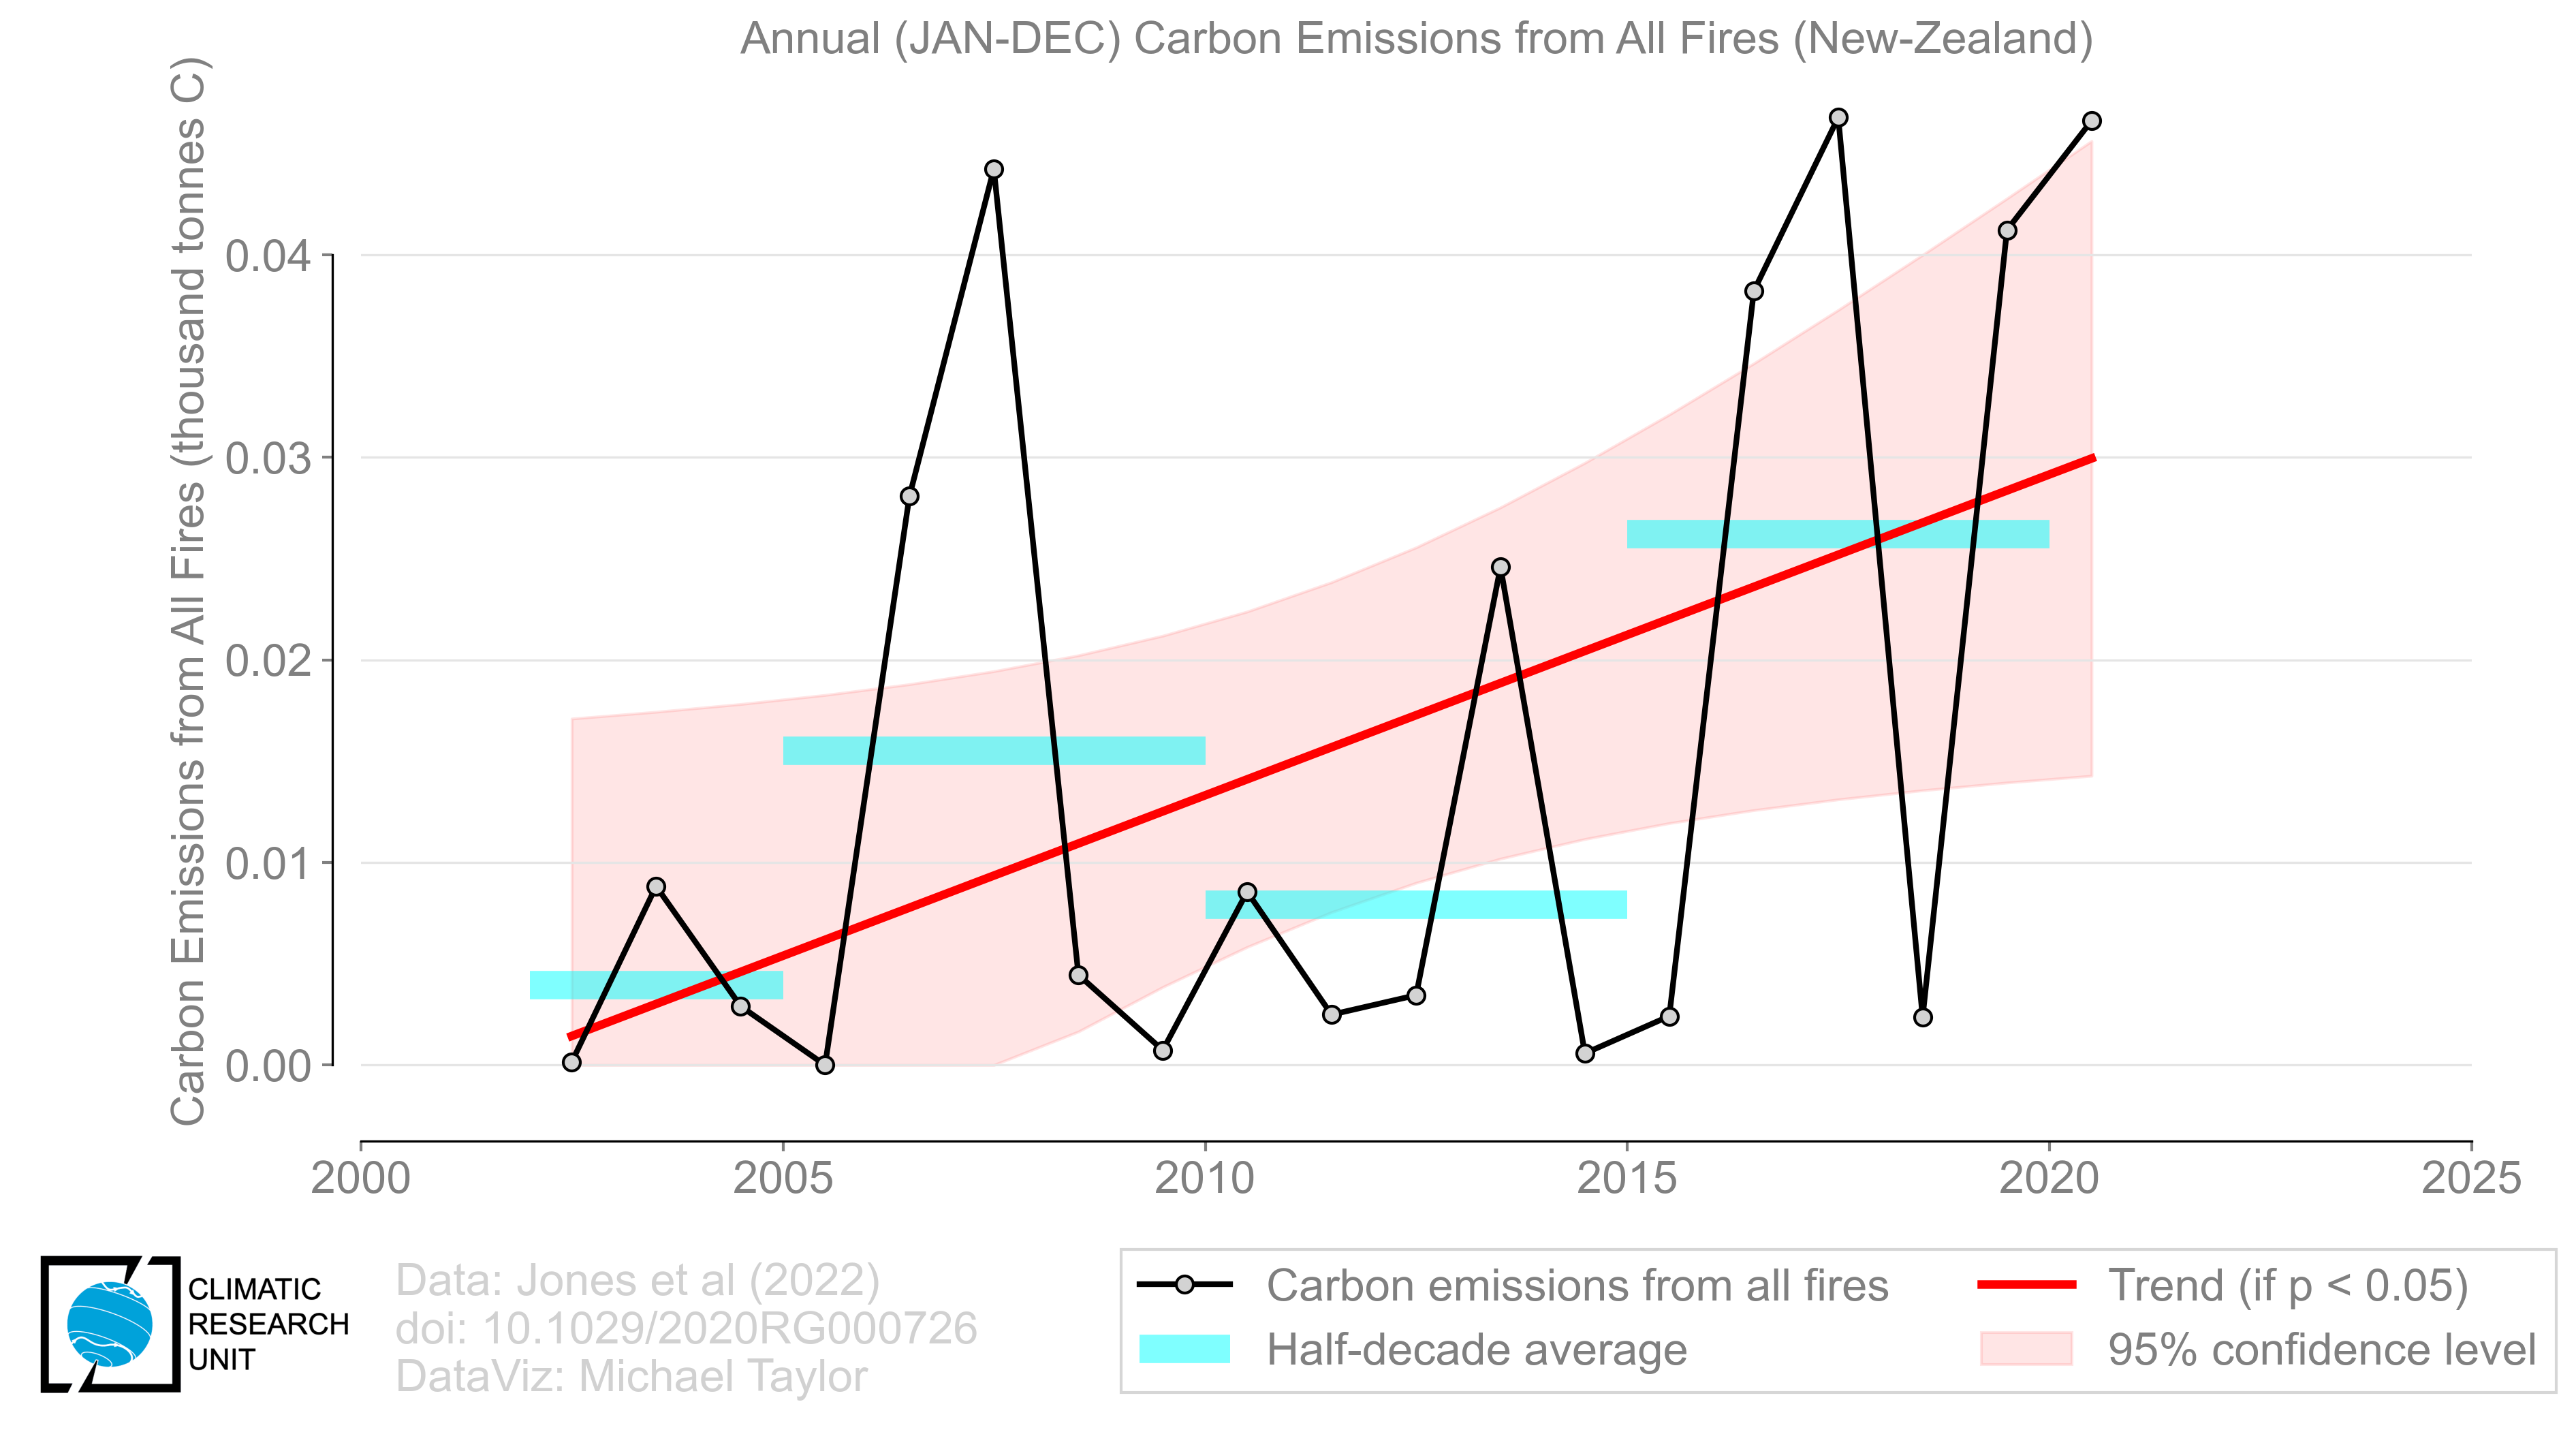 Annual (JAN-DEC) Carbon Emissions from All Fires (New-Zealand)
Carbon Emissions from All Fires (thousand tonnes C)
0.04
0.03
0.02
0.01
0.00
2000
2005
2010
2015
2020
2025
CLIMATIC
RESEARCH
UNIT
Data: Jones et al (2022)
doi: 10.1029/2020RG000726
DataViz: Michael Taylor
Carbon emissions from all fires
Half-decade average
Trend (if p < 0.05)
95% confidence level